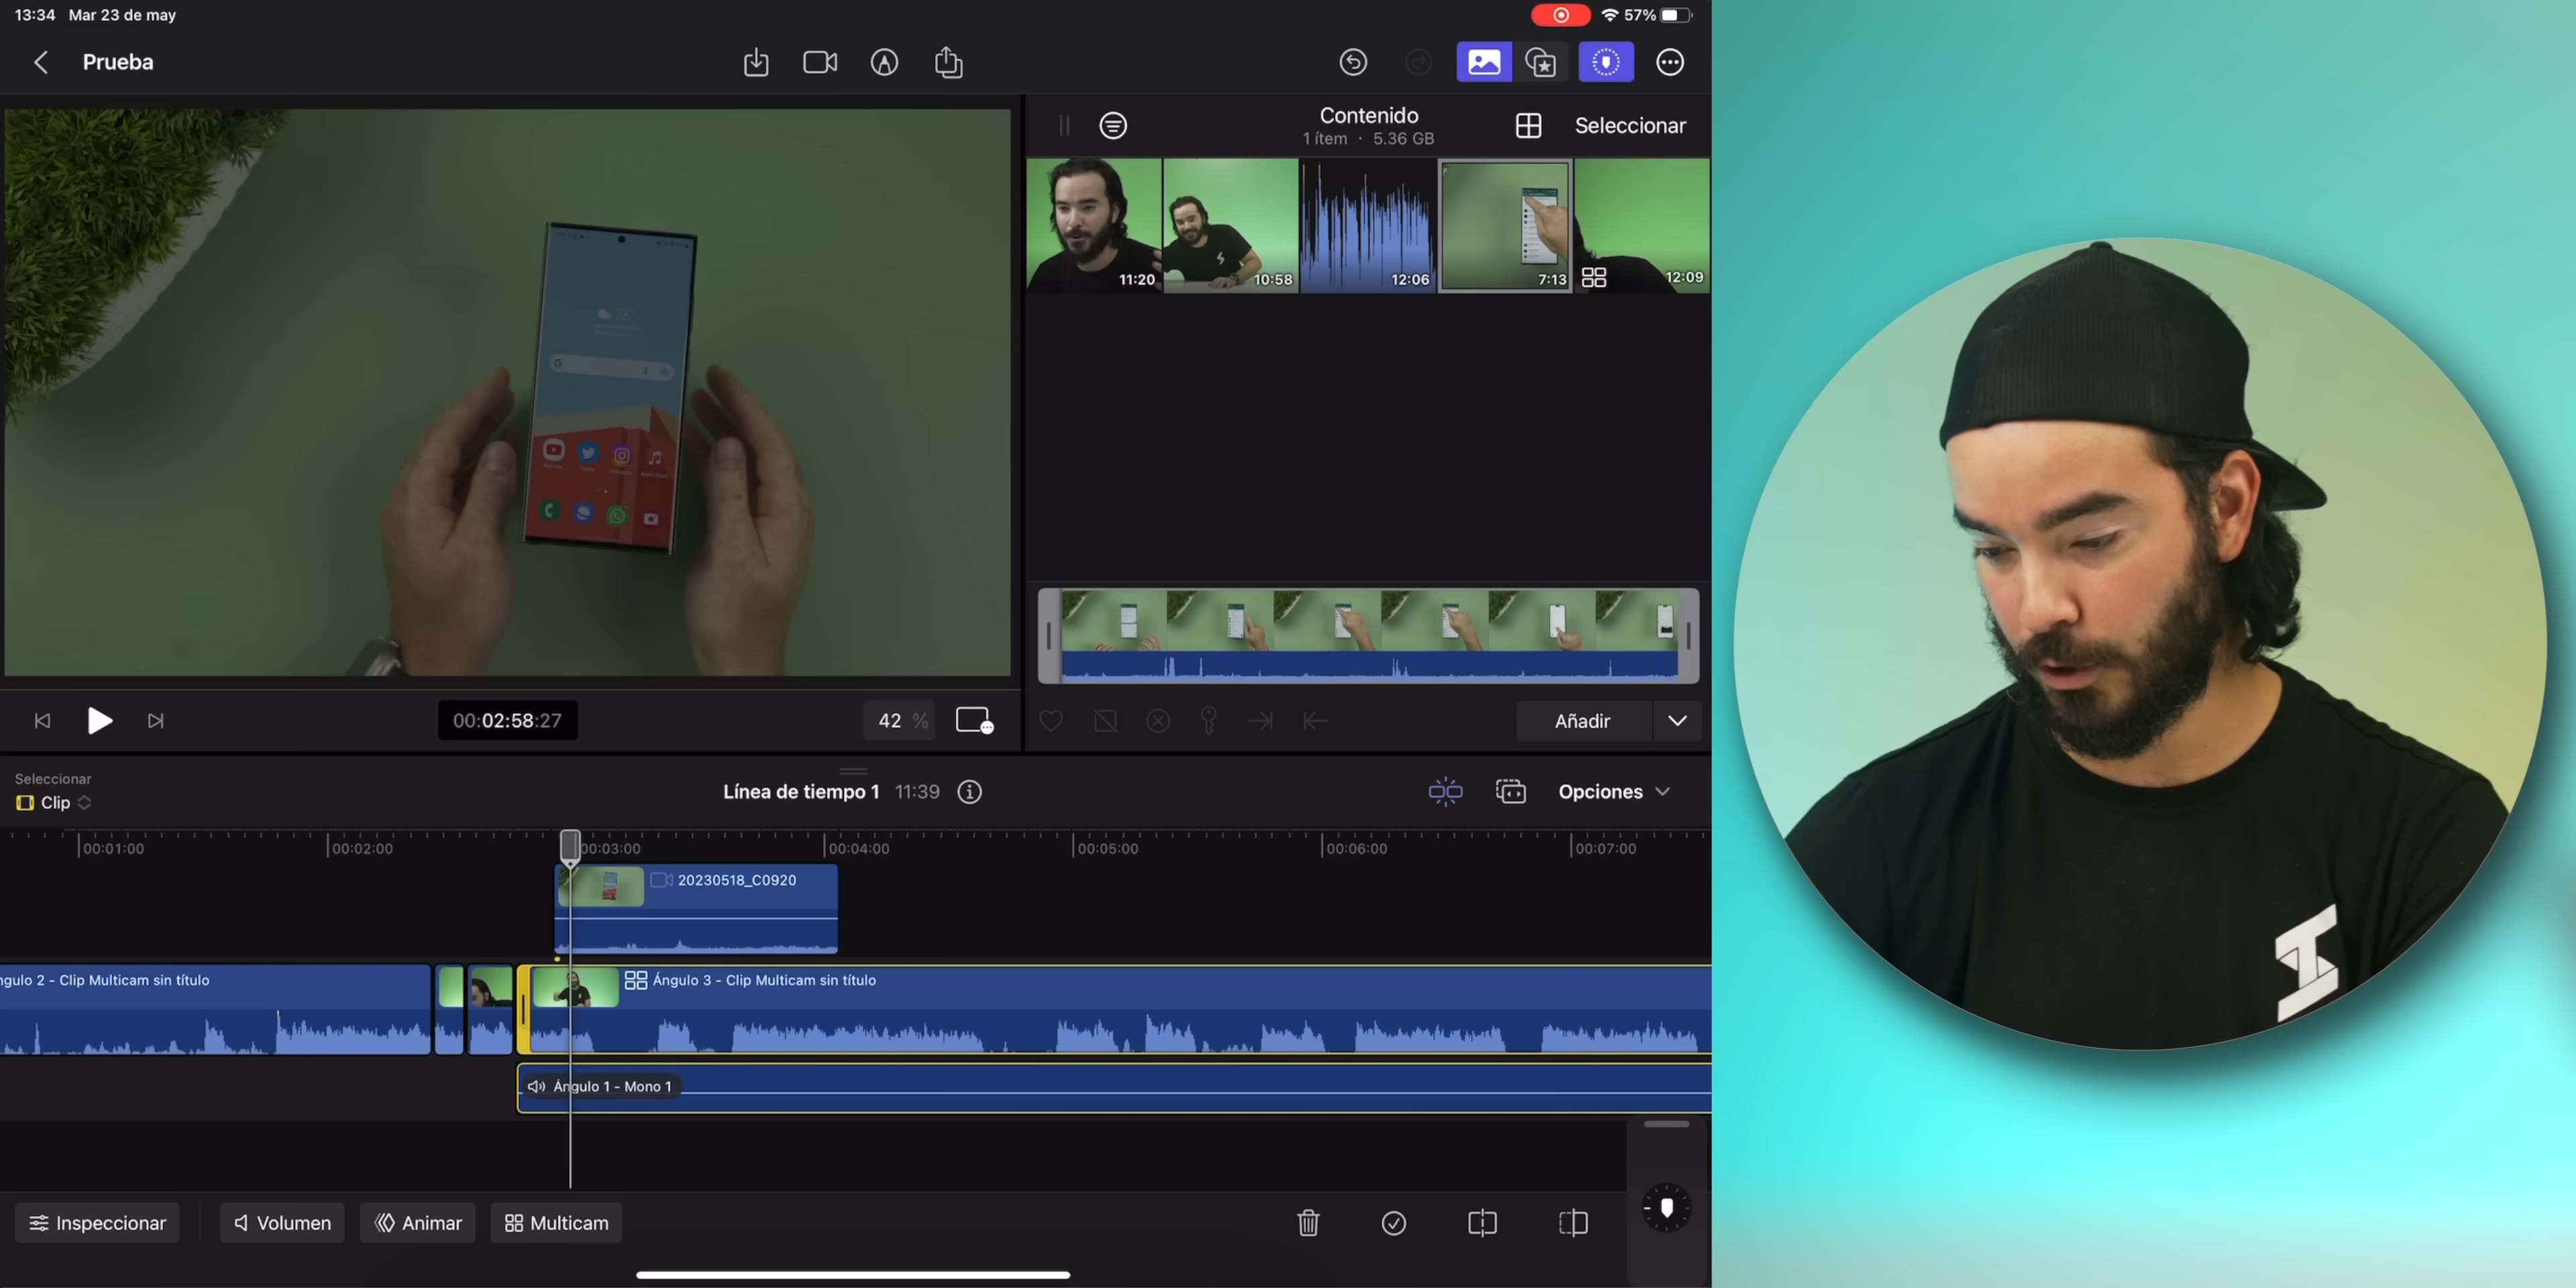 13:34 Mar 23 de may
57%
Prueba
Contenido
1 ítem · 5.36 GB
Seleccionar
11:20
10:58
12:06
7:13
12:09
00:02:58:27
42 %
Añadir
Seleccionar
Clip
Línea de tiempo 1 11:39
Opciones
00:01:00
00:02:00
00:03:00
00:04:00
00:05:00
00:06:00
00:07:00
20230518_C0920
ngulo 2 - Clip Multicam sin título
Ángulo 3 - Clip Multicam sin título
Ángulo 1 - Mono 1
Inspeccionar
Volumen
Animar
Multicam